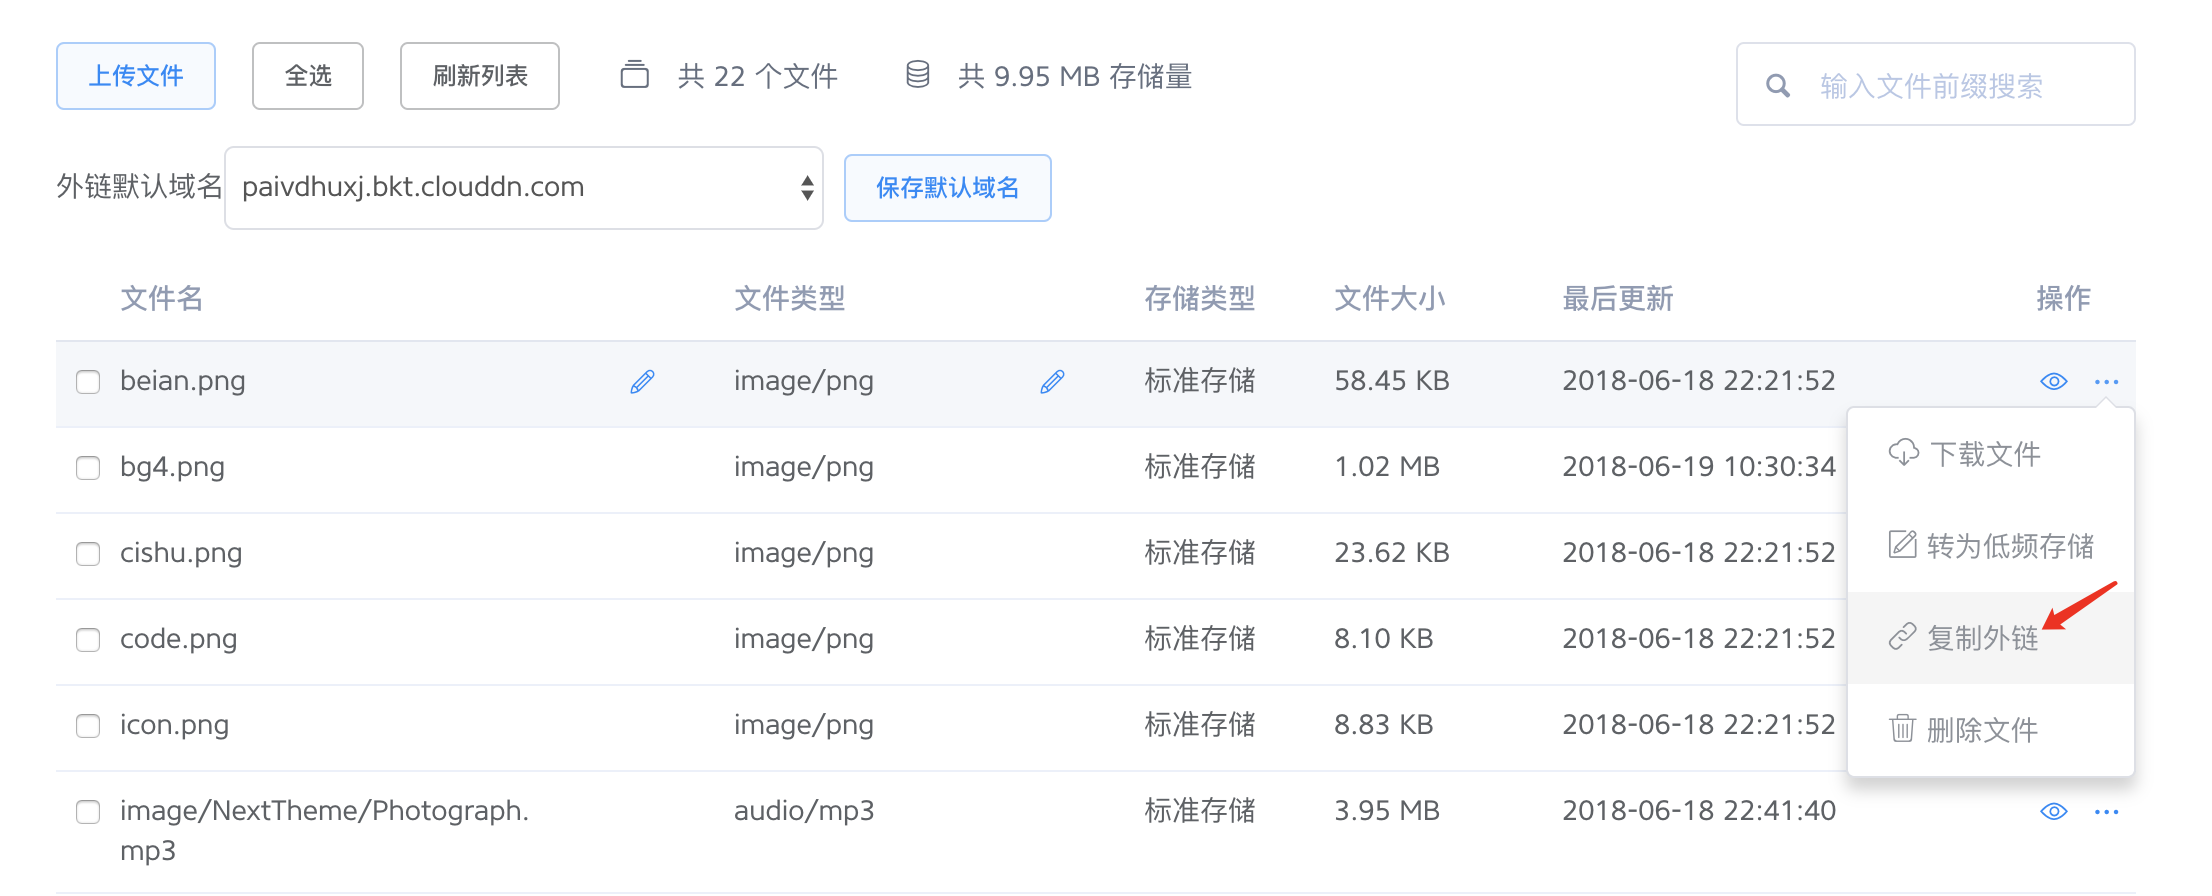 上传文件 全选 刷新列表 共 22 个文件 共 9.95 MB 存储量 输入文件前缀搜索
外链默认域名 paivdhuxj.bkt.clouddn.com 保存默认域名
文件名 文件类型 存储类型 文件大小 最后更新 操作
beian.png image/png 标准存储 58.45 KB 2018-06-18 22:21:52
下载文件
bg4.png image/png 标准存储 1.02 MB 2018-06-19 10:30:34
转为低频存储
cishu.png image/png 标准存储 23.62 KB 2018-06-18 22:21:52
code.png image/png 标准存储 8.10 KB 2018-06-18 22:21:52
复制外链
icon.png image/png 标准存储 8.83 KB 2018-06-18 22:21:52
删除文件
image/NextTheme/Photograph. audio/mp3 标准存储 3.95 MB 2018-06-18 22:41:40
mp3